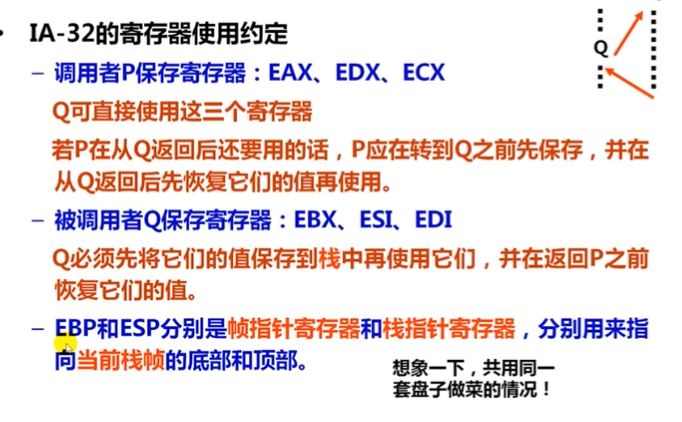 • IA-32的寄存器使用约定
Q
– 调用者P保存寄存器：EAX、EDX、ECX
Q可直接使用这三个寄存器
若P在从Q返回后还要用的话，P应在转到Q之前先保存，并在
从Q返回后先恢复它们的值再使用。
– 被调用者Q保存寄存器：EBX、ESI、EDI
Q必须先将它们的值保存到栈中再使用它们，并在返回P之前
恢复它们的值。
– EBP和ESP分别是帧指针寄存器和栈指针寄存器，分别用来指
向当前栈帧的底部和顶部。
想象一下，共用同一
套盘子做菜的情况！